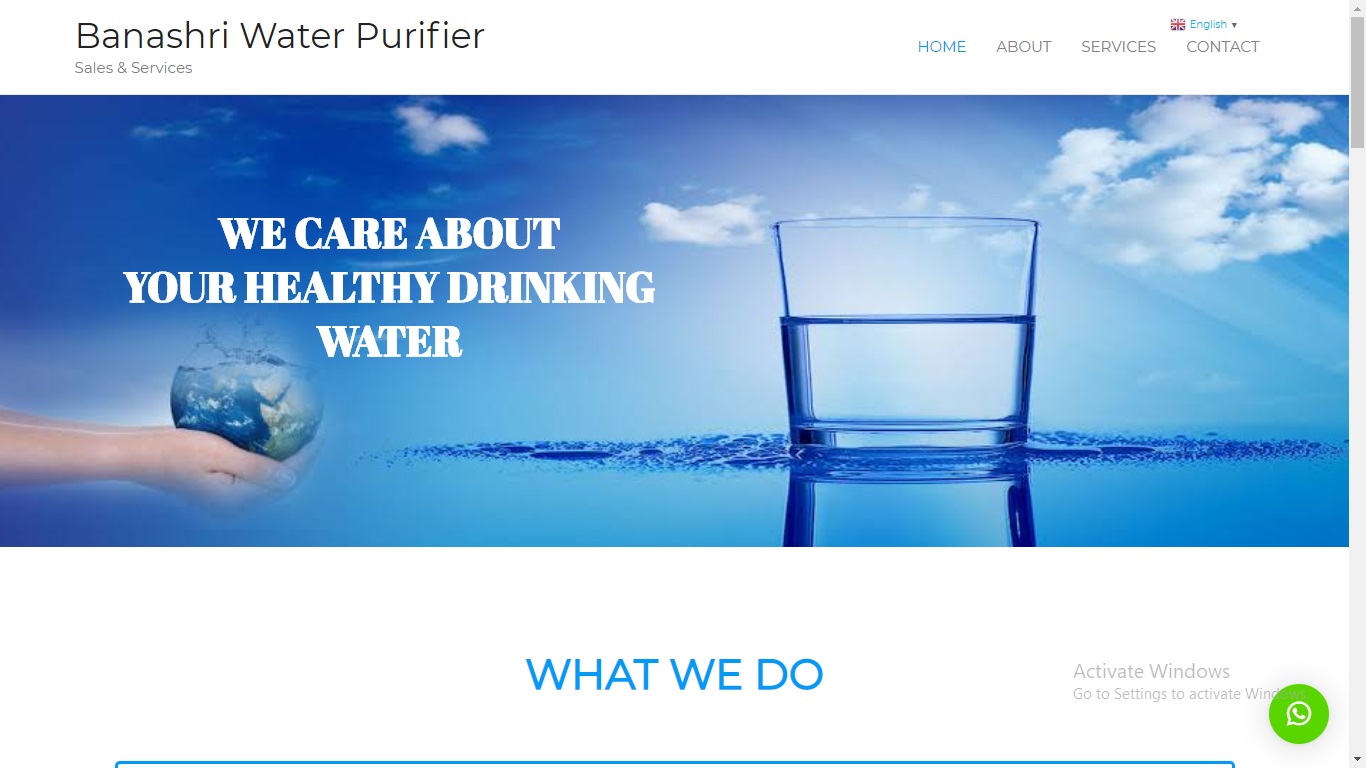 Banashri Water Purifier
Sales & Services
English ▼
HOME ABOUT SERVICES CONTACT
WE CARE ABOUT
YOUR HEALTHY DRINKING
WATER
WHAT WE DO
Activate Windows
Go to Settings to activate Windows.